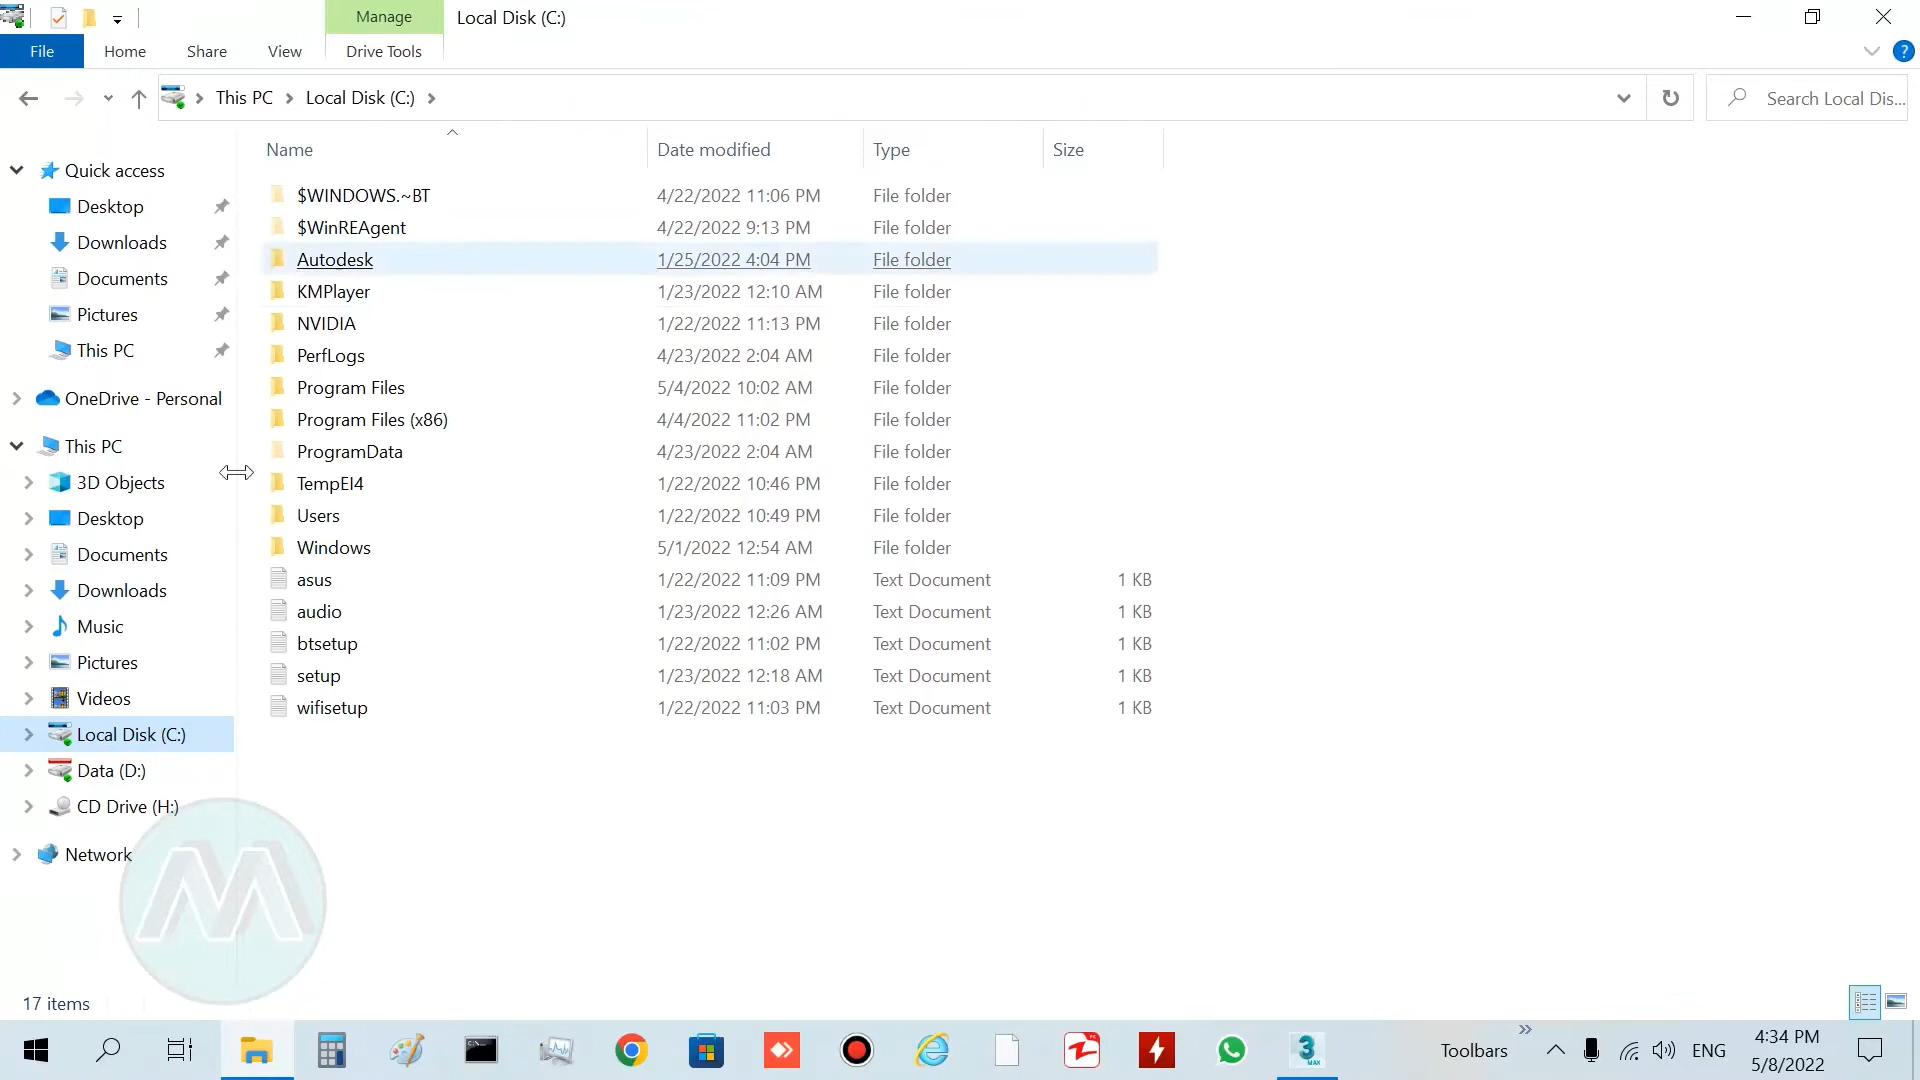 Manage
Local Disk (C:)
File
Home
Share
View
Drive Tools
?
This PC
Local Disk (C:)
Search Local Dis...
Name
Date modified
Type
Size
Quick access
Desktop
Downloads
Documents
Pictures
This PC
OneDrive - Personal
This PC
3D Objects
Desktop
Documents
Downloads
Music
Pictures
Videos
Local Disk (C:)
Data (D:)
CD Drive (H:)
Network
$WINDOWS.~BT 4/22/2022 11:06 PM File folder
$WinREAgent 4/22/2022 9:13 PM File folder
Autodesk 1/25/2022 4:04 PM File folder
KMPlayer 1/23/2022 12:10 AM File folder
NVIDIA 1/22/2022 11:13 PM File folder
PerfLogs 4/23/2022 2:04 AM File folder
Program Files 5/4/2022 10:02 AM File folder
Program Files (x86) 4/4/2022 11:02 PM File folder
ProgramData 4/23/2022 2:04 AM File folder
TempEI4 1/22/2022 10:46 PM File folder
Users 1/22/2022 10:49 PM File folder
Windows 5/1/2022 12:54 AM File folder
asus 1/22/2022 11:09 PM Text Document 1 KB
audio 1/23/2022 12:26 AM Text Document 1 KB
btsetup 1/22/2022 11:02 PM Text Document 1 KB
setup 1/23/2022 12:18 AM Text Document 1 KB
wifisetup 1/22/2022 11:03 PM Text Document 1 KB
M
17 items
3
MAX
Toolbars
ENG
4:34 PM
5/8/2022